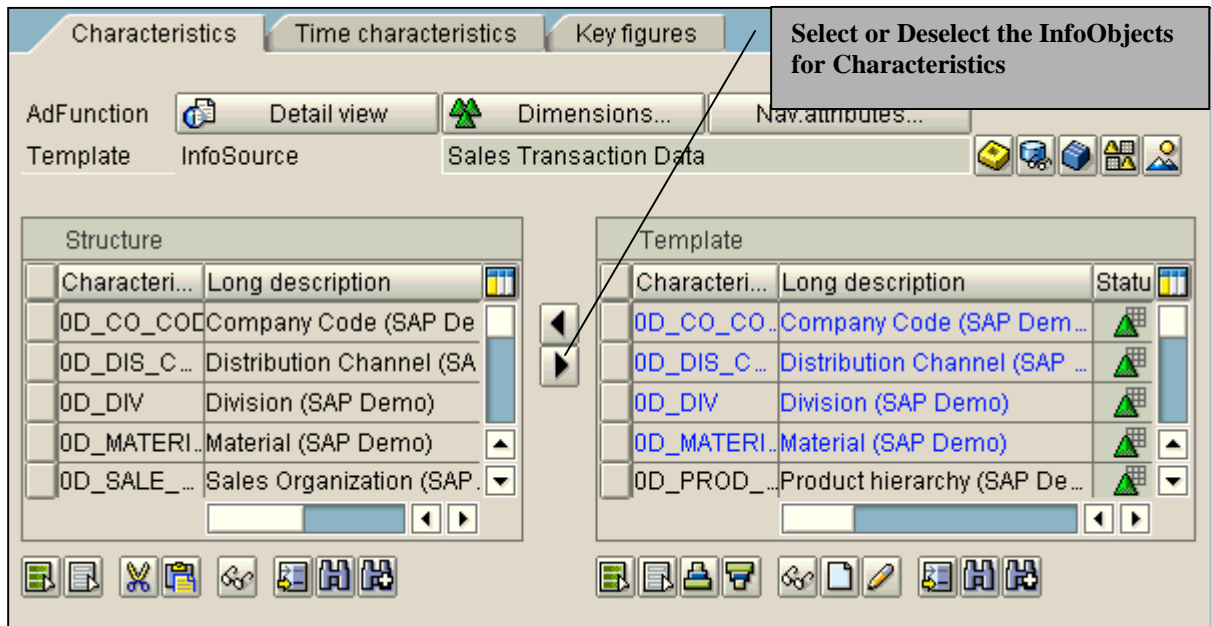 Characteristics Time characteristics Key figures
Select or Deselect the InfoObjects
for Characteristics
AdFunction Detail view Dimensions... Nav.attributes...
Template InfoSource Sales Transaction Data
Structure Template
Characteri... Long description Characteri... Long description Statu
0D_CO_COD Company Code (SAP De 0D_CO_CO.. Company Code (SAP Dem...
0D_DIS_C... Distribution Channel (SA 0D_DIS_C... Distribution Channel (SAP ...
0D_DIV Division (SAP Demo) 0D_DIV Division (SAP Demo)
0D_MATERI.. Material (SAP Demo) 0D_MATERI.. Material (SAP Demo)
0D_SALE_... Sales Organization (SAP. 0D_PROD_... Product hierarchy (SAP De...